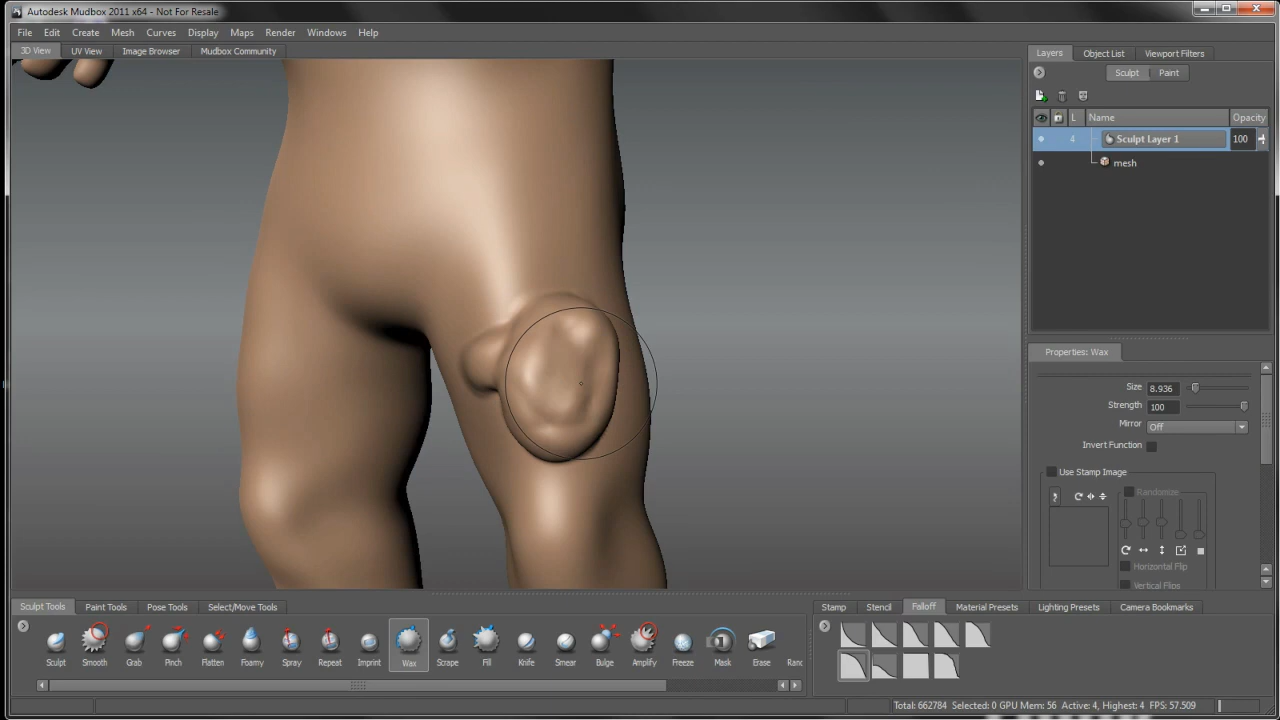 Autodesk Mudbox 2011 x64 - Not For Resale
File Edit Create Mesh Curves Display Maps Render Windows Help
3D View UV View Image Browser Mudbox Community
Layers Object List Viewport Filters
Sculpt Paint
L Name Opacity
4 Sculpt Layer 1 100
mesh
Properties: Wax
Size 8.936
Strength 100
Mirror Off
Invert Function
Use Stamp Image
Randomize
Horizontal Flip
Vertical Flips
Sculpt Tools Paint Tools Pose Tools Select/Move Tools
Stamp Stencil Falloff Material Presets Lighting Presets Camera Bookmarks
Sculpt Smooth Grab Pinch Flatten Foamy Spray Repeat Imprint Wax Scrape Fill Knife Smear Bulge Amplify Freeze Mask Erase Rand
Total: 662784 Selected: 0 GPU Mem: 56 Active: 4, Highest: 4 FPS: 57.509